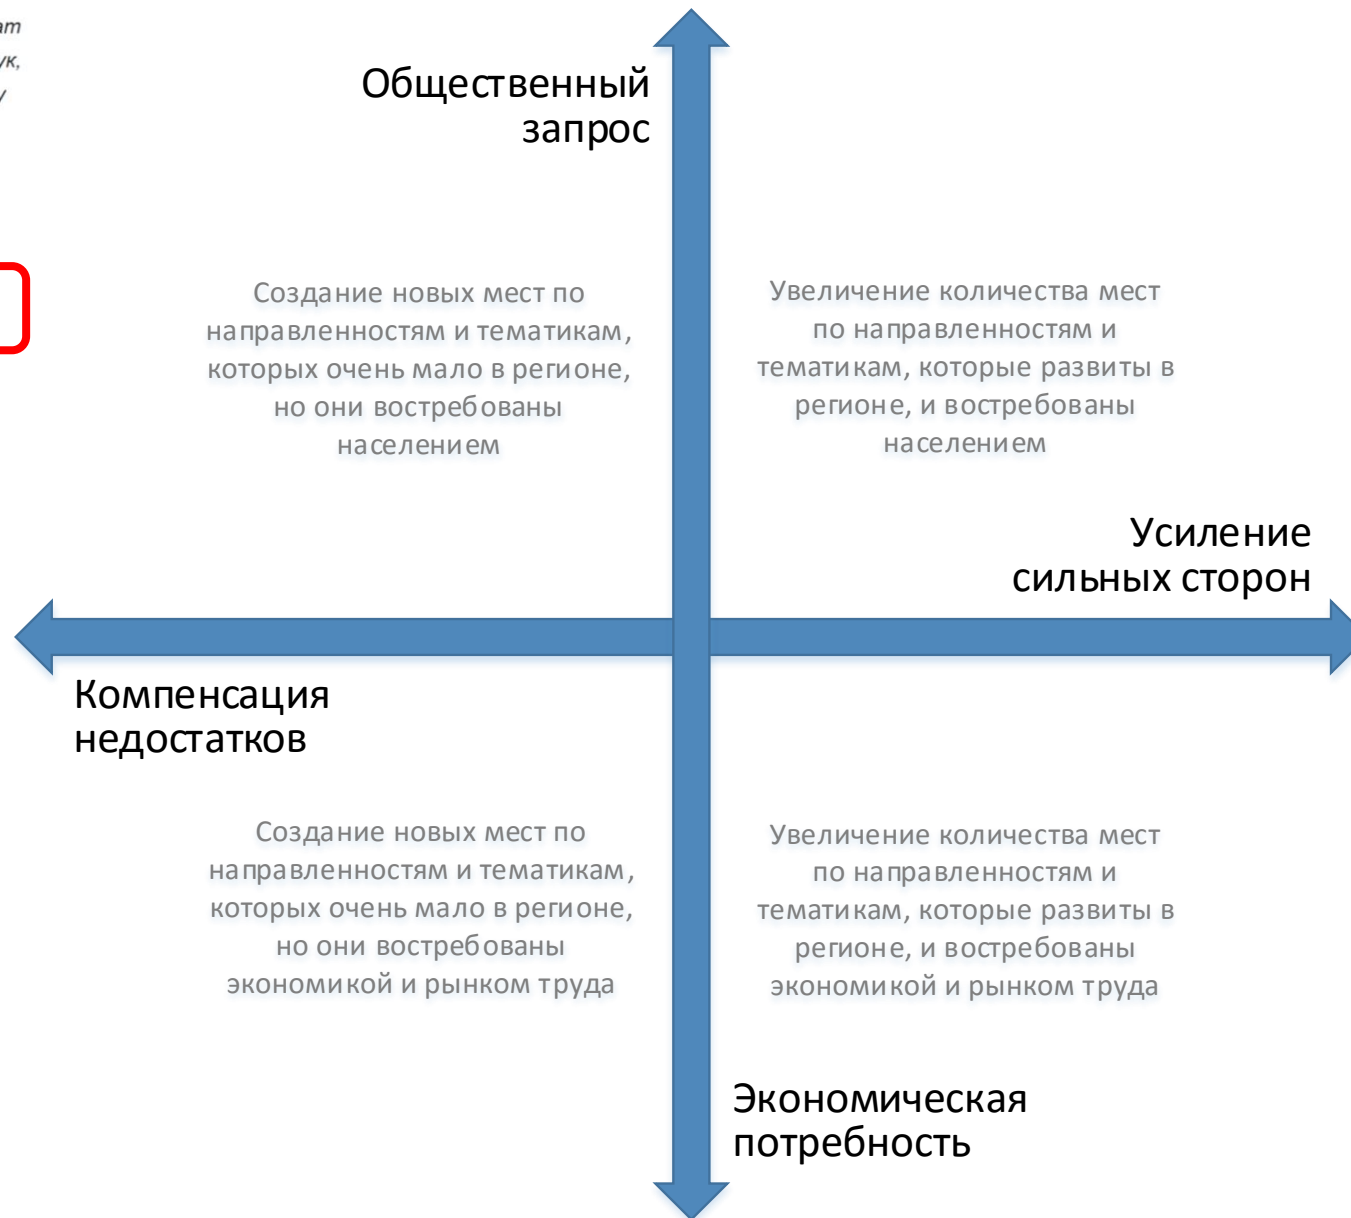 Общественный
запрос
Создание новых мест по
направленностям и тематикам,
которых очень мало в регионе,
но они востребованы
населением
Увеличение количества мест
по направленностям и
тематикам, которые развиты в
регионе, и востребованы
населением
Усиление
сильных сторон
Компенсация
недостатков
Создание новых мест по
направленностям и тематикам,
которых очень мало в регионе,
но они востребованы
экономикой и рынком труда
Увеличение количества мест
по направленностям и
тематикам, которые развиты в
регионе, и востребованы
экономикой и рынком труда
Экономическая
потребность